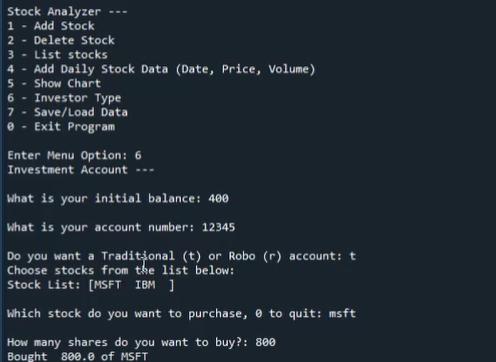 Stock Analyzer ---
1 - Add Stock
2 - Delete Stock
3 - List stocks
4 - Add Daily Stock Data (Date, Price, Volume)
5 - Show Chart
6 - Investor Type
7 - Save/Load Data
0 - Exit Program
Enter Menu Option: 6
Investment Account ---
What is your initial balance: 400
What is your account number: 12345
Do you want a Traditional (t) or Robo (r) account: t
Choose stocks from the list below:
Stock List: [MSFT  IBM  ]
Which stock do you want to purchase, 0 to quit: msft
How many shares do you want to buy?: 800
Bought  800.0 of MSFT